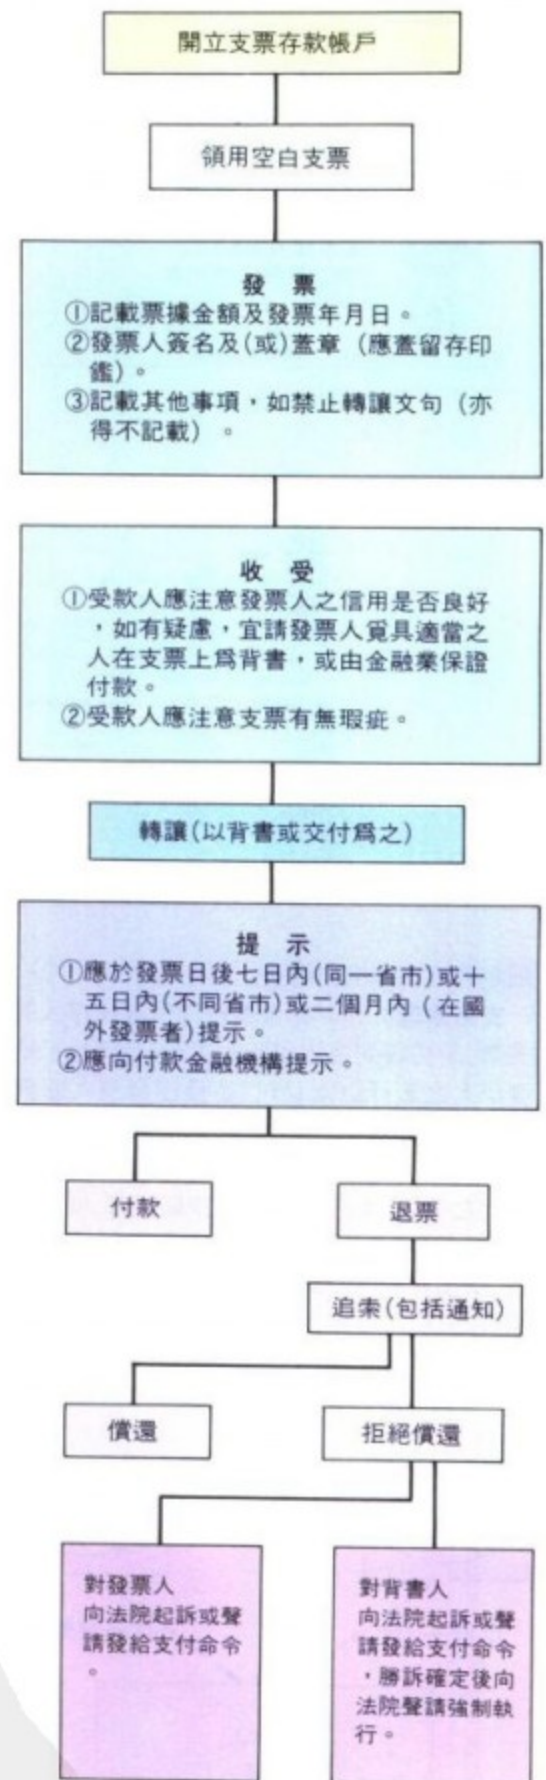 開立支票存款帳戶
領用空白支票
發 票
①記載票據金額及發票年月日。
②發票人簽名及(或)蓋章（應蓋留存印
鑑）。
③記載其他事項，如禁止轉讓文句（亦
得不記載）。
收 受
①受款人應注意發票人之信用是否良好
，如有疑慮，宜請發票人覓具適當之
人在支票上爲背書，或由金融業保證
付款。
②受款人應注意支票有無瑕疵。
轉讓(以背書或交付爲之)
提 示
①應於發票日後七日內(同一省市)或十
五日內(不同省市)或二個月內（在國
外發票者)提示。
②應向付款金融機構提示。
付款
退票
追索(包括通知)
償還
拒絕償還
對發票人
向法院起訴或聲
請發給支付命令
。
對背書人
向法院起訴或聲
請發給支付命令
，勝訴確定後向
法院聲請強制執
行。